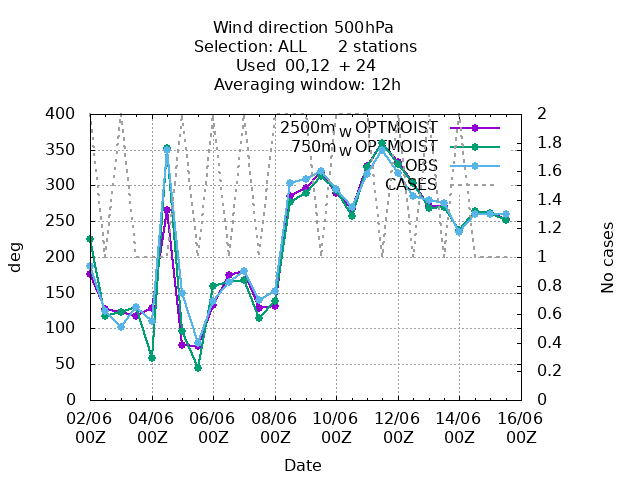 Wind direction 500hPa
Selection: ALL 2 stations
Used 00,12 + 24
Averaging window: 12h
400
350
300
250
200
150
100
50
0
2
1.8
1.6
1.4
1.2
1
0.8
0.6
0.4
0.2
0
2500m_W OPTMOIST
750m_W OPTMOIST
OBS
CASES
deg
No cases
02/06 04/06 06/06 08/06 10/06 12/06 14/06 16/06
00Z 00Z 00Z 00Z 00Z 00Z 00Z 00Z
Date